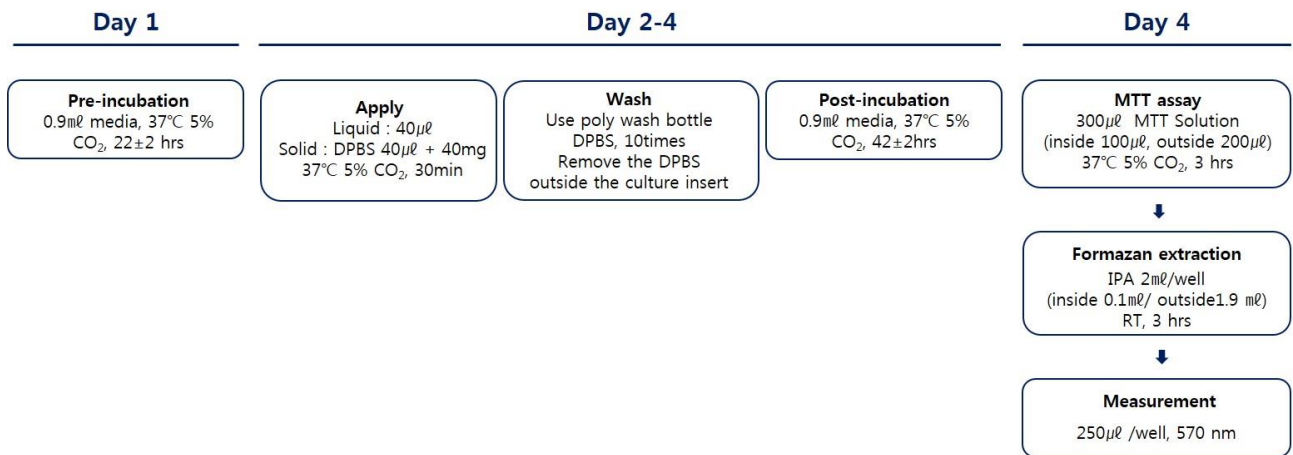 Day 1
Day 2-4
Day 4
Pre-incubation
0.9㎖ media, 37℃ 5%
CO₂, 22±2 hrs
Apply
Liquid : 40㎕
Solid : DPBS 40㎕ + 40mg
37℃ 5% CO₂, 30min
Wash
Use poly wash bottle
DPBS, 10times
Remove the DPBS
outside the culture insert
Post-incubation
0.9㎖ media, 37℃ 5%
CO₂, 42±2hrs
MTT assay
300㎕ MTT Solution
(inside 100㎕, outside 200㎕)
37℃ 5% CO₂, 3 hrs
Formazan extraction
IPA 2㎖/well
(inside 0.1㎖/ outside1.9 ㎖)
RT, 3 hrs
Measurement
250㎕ /well, 570 nm